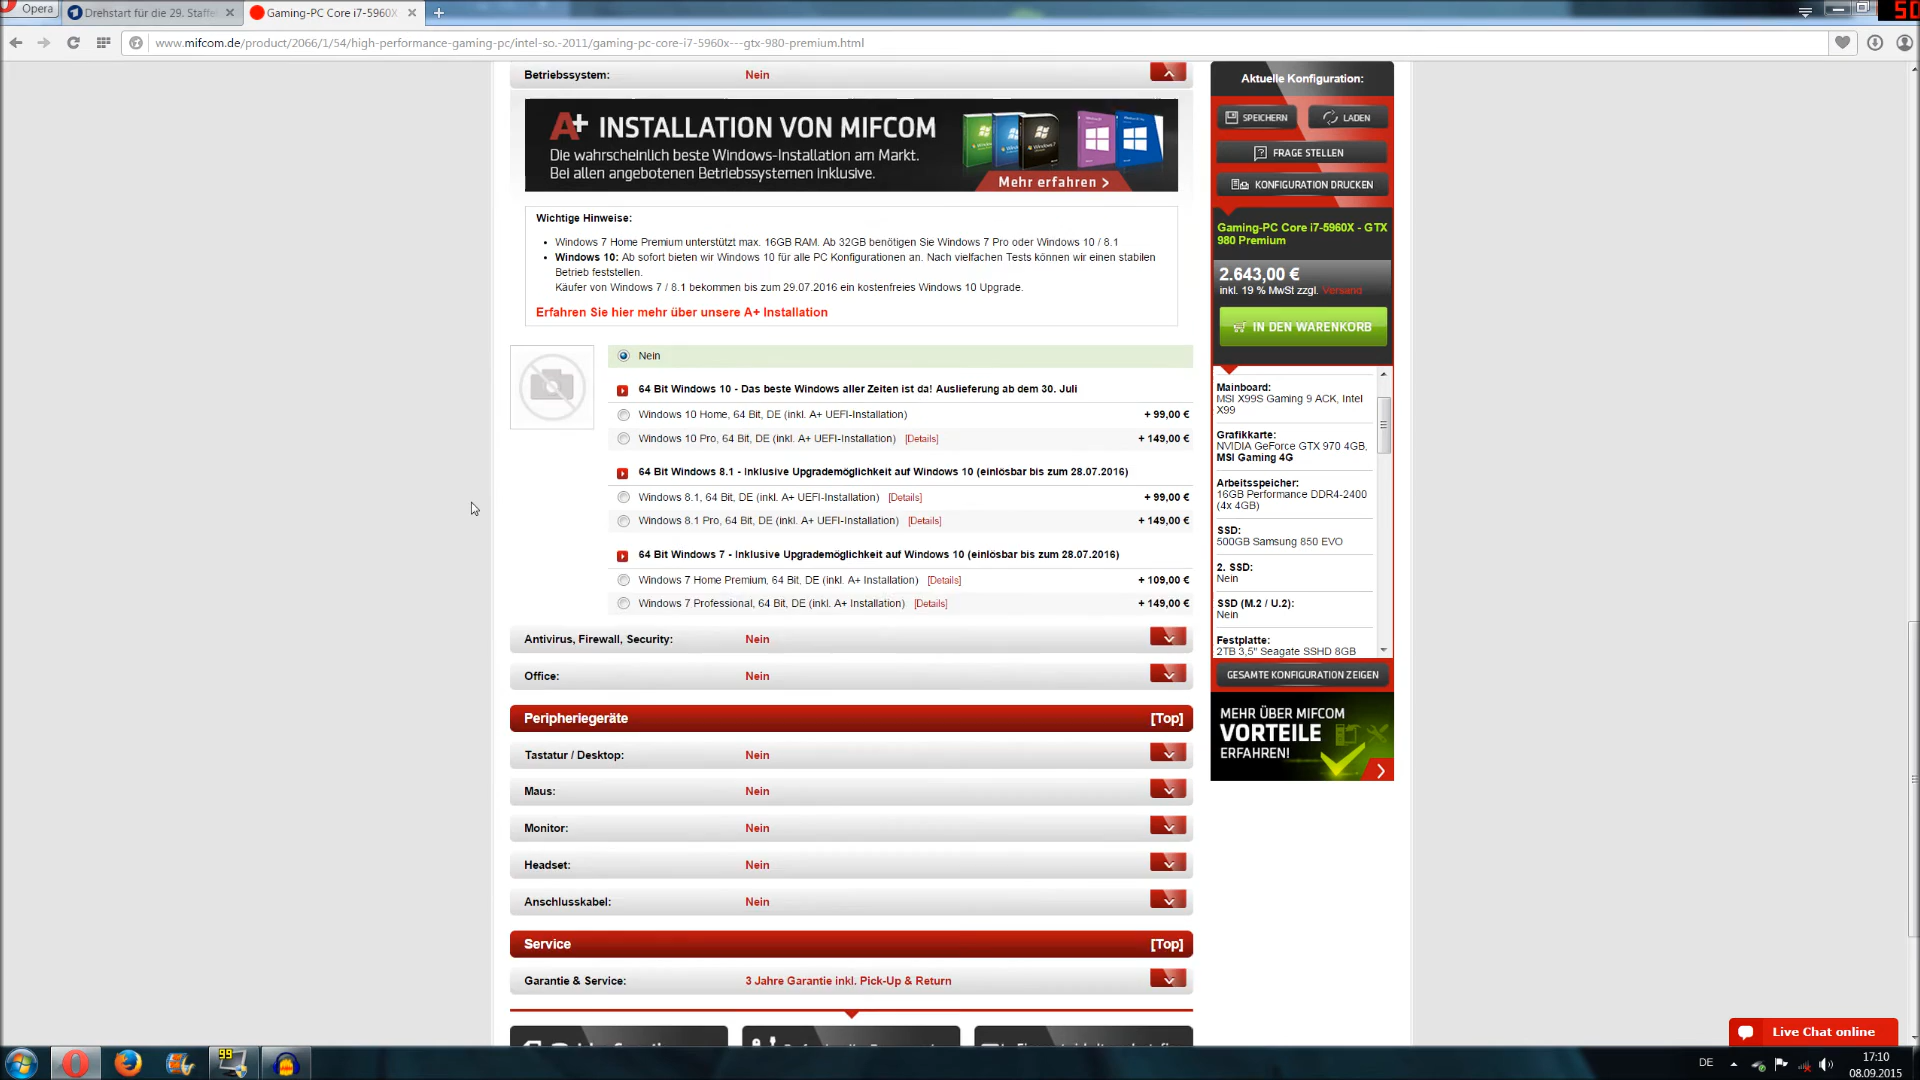 Opera
Drehstart für die 29. Staffel
Gaming-PC Core i7-5960X
50
www.mifcom.de/product/2066/1/54/high-performance-gaming-pc/intel-so.-2011/gaming-pc-core-i7-5960x---gtx-980-premium.html
Betriebssystem: Nein
A+ INSTALLATION VON MIFCOM
Die wahrscheinlich beste Windows-Installation am Markt.
Bei allen angebotenen Betriebssystemen inklusive.
Mehr erfahren >
Wichtige Hinweise:
• Windows 7 Home Premium unterstützt max. 16GB RAM. Ab 32GB benötigen Sie Windows 7 Pro oder Windows 10 / 8.1
• Windows 10: Ab sofort bieten wir Windows 10 für alle PC Konfigurationen an. Nach vielfachen Tests können wir einen stabilen
Betrieb feststellen.
Käufer von Windows 7 / 8.1 bekommen bis zum 29.07.2016 ein kostenfreies Windows 10 Upgrade.
Erfahren Sie hier mehr über unsere A+ Installation
Nein
64 Bit Windows 10 - Das beste Windows aller Zeiten ist da! Auslieferung ab dem 30. Juli
Windows 10 Home, 64 Bit, DE (inkl. A+ UEFI-Installation) + 99,00 €
Windows 10 Pro, 64 Bit, DE (inkl. A+ UEFI-Installation) [Details] + 149,00 €
64 Bit Windows 8.1 - Inklusive Upgrademöglichkeit auf Windows 10 (einlösbar bis zum 28.07.2016)
Windows 8.1, 64 Bit, DE (inkl. A+ UEFI-Installation) [Details] + 99,00 €
Windows 8.1 Pro, 64 Bit, DE (inkl. A+ UEFI-Installation) [Details] + 149,00 €
64 Bit Windows 7 - Inklusive Upgrademöglichkeit auf Windows 10 (einlösbar bis zum 28.07.2016)
Windows 7 Home Premium, 64 Bit, DE (inkl. A+ Installation) [Details] + 109,00 €
Windows 7 Professional, 64 Bit, DE (inkl. A+ Installation) [Details] + 149,00 €
Antivirus, Firewall, Security: Nein
Office: Nein
Peripheriegeräte [Top]
Tastatur / Desktop: Nein
Maus: Nein
Monitor: Nein
Headset: Nein
Anschlusskabel: Nein
Service [Top]
Garantie & Service: 3 Jahre Garantie inkl. Pick-Up & Return
Aktuelle Konfiguration:
SPEICHERN
LADEN
FRAGE STELLEN
KONFIGURATION DRUCKEN
Gaming-PC Core i7-5960X - GTX
980 Premium
2.643,00 €
inkl. 19 % MwSt zzgl. Versand
IN DEN WARENKORB
Mainboard:
MSI X99S Gaming 9 ACK, Intel
X99
Grafikkarte:
NVIDIA GeForce GTX 970 4GB,
MSI Gaming 4G
Arbeitsspeicher:
16GB Performance DDR4-2400
(4x 4GB)
SSD:
500GB Samsung 850 EVO
2. SSD:
Nein
SSD (M.2 / U.2):
Nein
Festplatte:
2TB 3,5" Seagate SSHD 8GB
GESAMTE KONFIGURATION ZEIGEN
MEHR ÜBER MIFCOM
VORTEILE
ERFAHREN!
Live Chat online
99
DE
17:10
08.09.2015